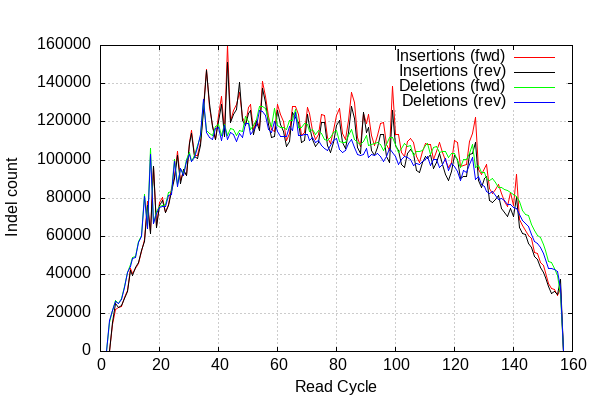 160000
140000
120000
100000
80000
60000
40000
20000
0
Indel count
Insertions (fwd)
Insertions (rev)
Deletions (fwd)
Deletions (rev)
0 20 40 60 80 100 120 140 160
Read Cycle